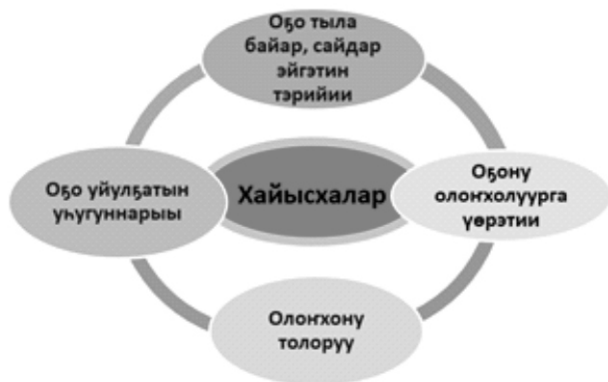 Оҕо тыла
байар, сайдар
эйгэтин
тэрийии
Оҕо уйулҕатын
уһугуннарыы
Хайысхалар
Оҕону
олоҥхолуурга
үөрэтии
Олоҥхону
толоруу